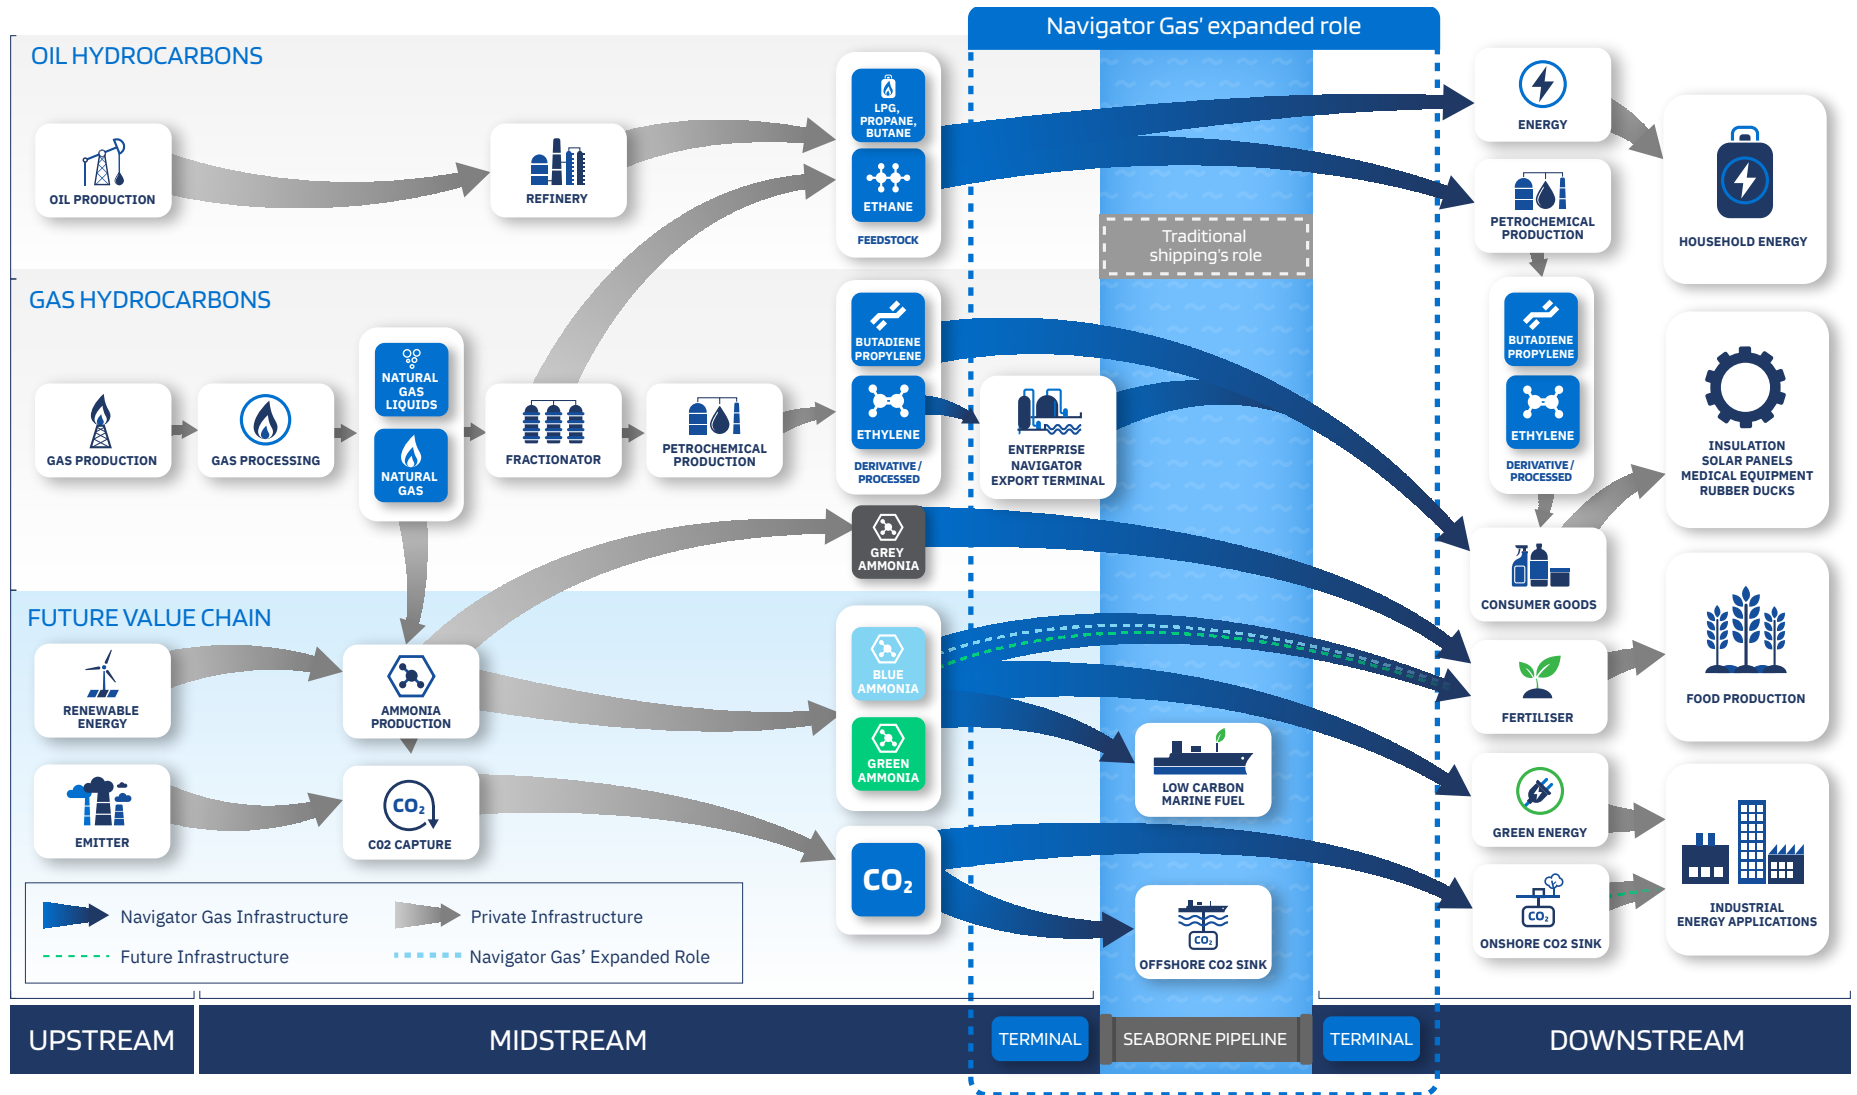 Navigator Gas' expanded role
OIL HYDROCARBONS
OIL PRODUCTION
REFINERY
LPG,
PROPANE,
BUTANE
ETHANE
FEEDSTOCK
Traditional
shipping's role
ENERGY
PETROCHEMICAL
PRODUCTION
HOUSEHOLD ENERGY
GAS HYDROCARBONS
GAS PRODUCTION
GAS PROCESSING
NATURAL
GAS
LIQUIDS
NATURAL
GAS
FRACTIONATOR
PETROCHEMICAL
PRODUCTION
BUTADIENE
PROPYLENE
ETHYLENE
DERIVATIVE /
PROCESSED
ENTERPRISE
NAVIGATOR
EXPORT TERMINAL
BUTADIENE
PROPYLENE
ETHYLENE
DERIVATIVE /
PROCESSED
INSULATION
SOLAR PANELS
MEDICAL EQUIPMENT
RUBBER DUCKS
GREY
AMMONIA
CONSUMER GOODS
FUTURE VALUE CHAIN
RENEWABLE
ENERGY
AMMONIA
PRODUCTION
BLUE
AMMONIA
GREEN
AMMONIA
LOW CARBON
MARINE FUEL
FERTILISER
FOOD PRODUCTION
EMITTER
CO₂
C02 CAPTURE
CO₂
CO₂
OFFSHORE CO2 SINK
GREEN ENERGY
CO₂
ONSHORE CO2 SINK
INDUSTRIAL
ENERGY APPLICATIONS
Navigator Gas Infrastructure
Private Infrastructure
Future Infrastructure
Navigator Gas' Expanded Role
UPSTREAM
MIDSTREAM
TERMINAL
SEABORNE PIPELINE
TERMINAL
DOWNSTREAM